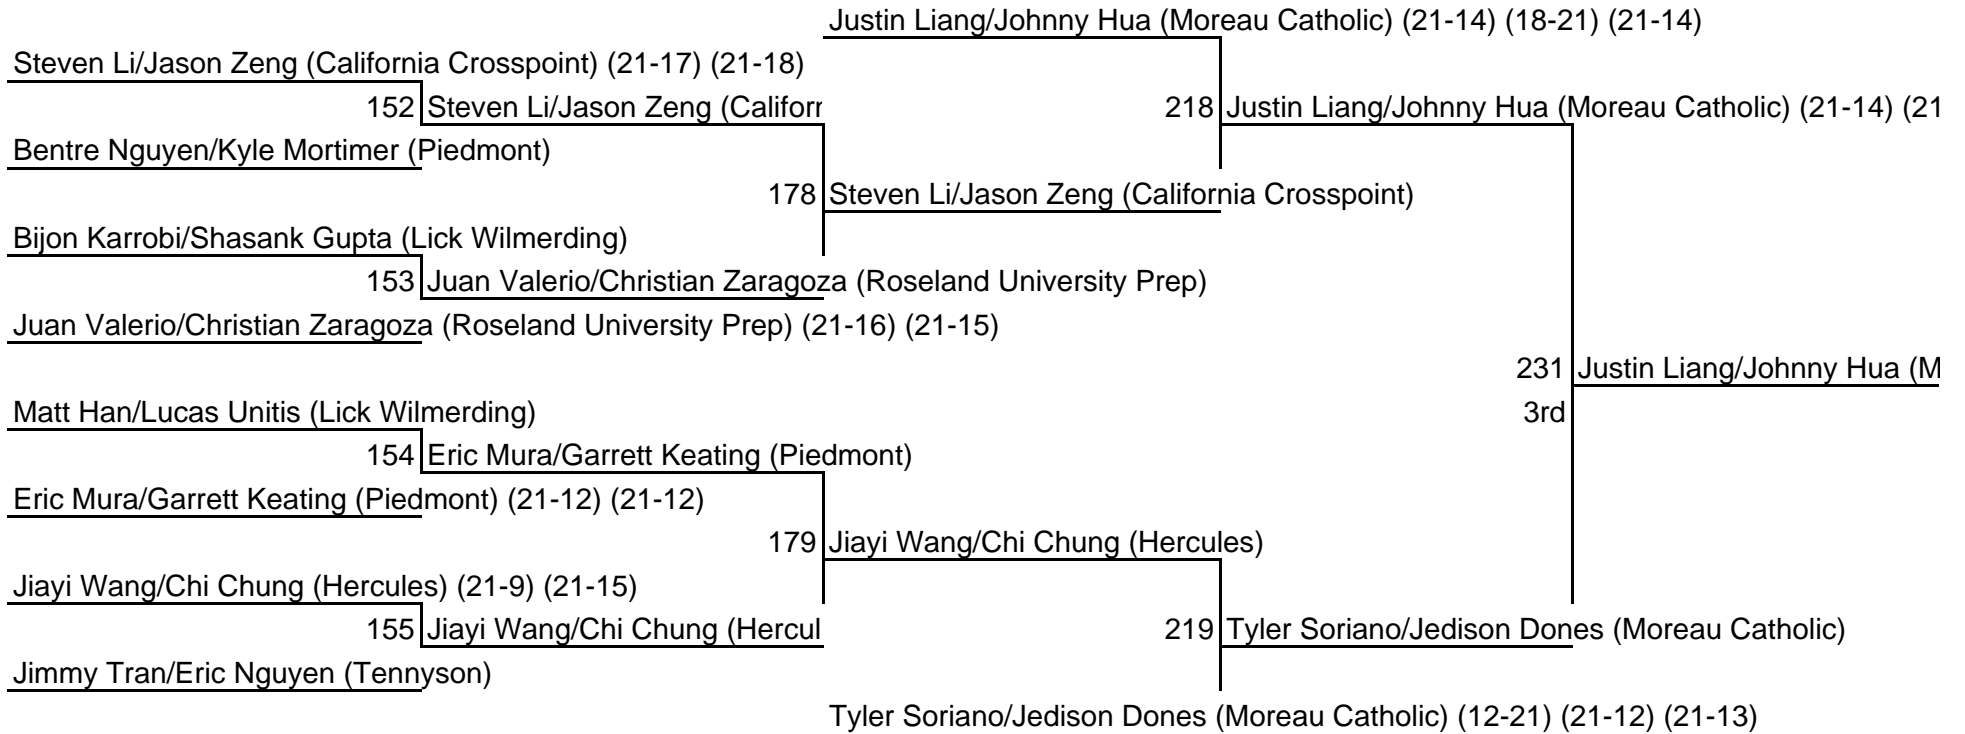 Justin Liang/Johnny Hua (Moreau Catholic) (21-14) (18-21) (21-14)
Steven Li/Jason Zeng (California Crosspoint) (21-17) (21-18)
152 Steven Li/Jason Zeng (Califor
218 Justin Liang/Johnny Hua (Moreau Catholic) (21-14) (21
Bentre Nguyen/Kyle Mortimer (Piedmont)
178 Steven Li/Jason Zeng (California Crosspoint)
Bijon Karrobi/Shasank Gupta (Lick Wilmerding)
153 Juan Valerio/Christian Zaragoza (Roseland University Prep)
Juan Valerio/Christian Zaragoza (Roseland University Prep) (21-16) (21-15)
231 Justin Liang/Johnny Hua (M
Matt Han/Lucas Unitis (Lick Wilmerding)
3rd
154 Eric Mura/Garrett Keating (Piedmont)
Eric Mura/Garrett Keating (Piedmont) (21-12) (21-12)
179 Jiayi Wang/Chi Chung (Hercules)
Jiayi Wang/Chi Chung (Hercules) (21-9) (21-15)
155 Jiayi Wang/Chi Chung (Hercul
219 Tyler Soriano/Jedison Dones (Moreau Catholic)
Jimmy Tran/Eric Nguyen (Tennyson)
Tyler Soriano/Jedison Dones (Moreau Catholic) (12-21) (21-12) (21-13)